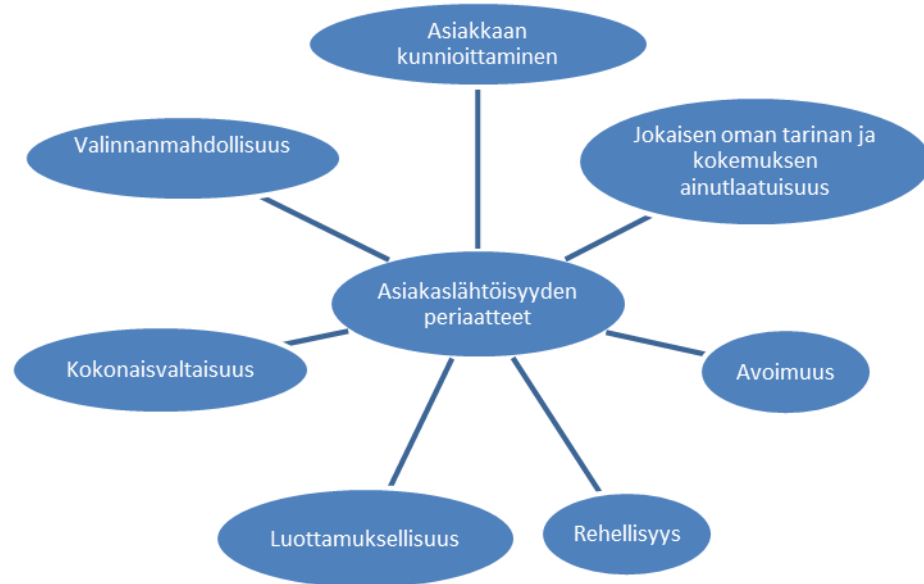 Asiakkaan
kunnioittaminen
Valinnanmahdollisuus
Jokaisen oman tarinan ja
kokemuksen
ainutlaatuisuus
Asiakaslähtöisyyden
periaatteet
Kokonaisvaltaisuus
Avoimuus
Luottamuksellisuus
Rehellisyys